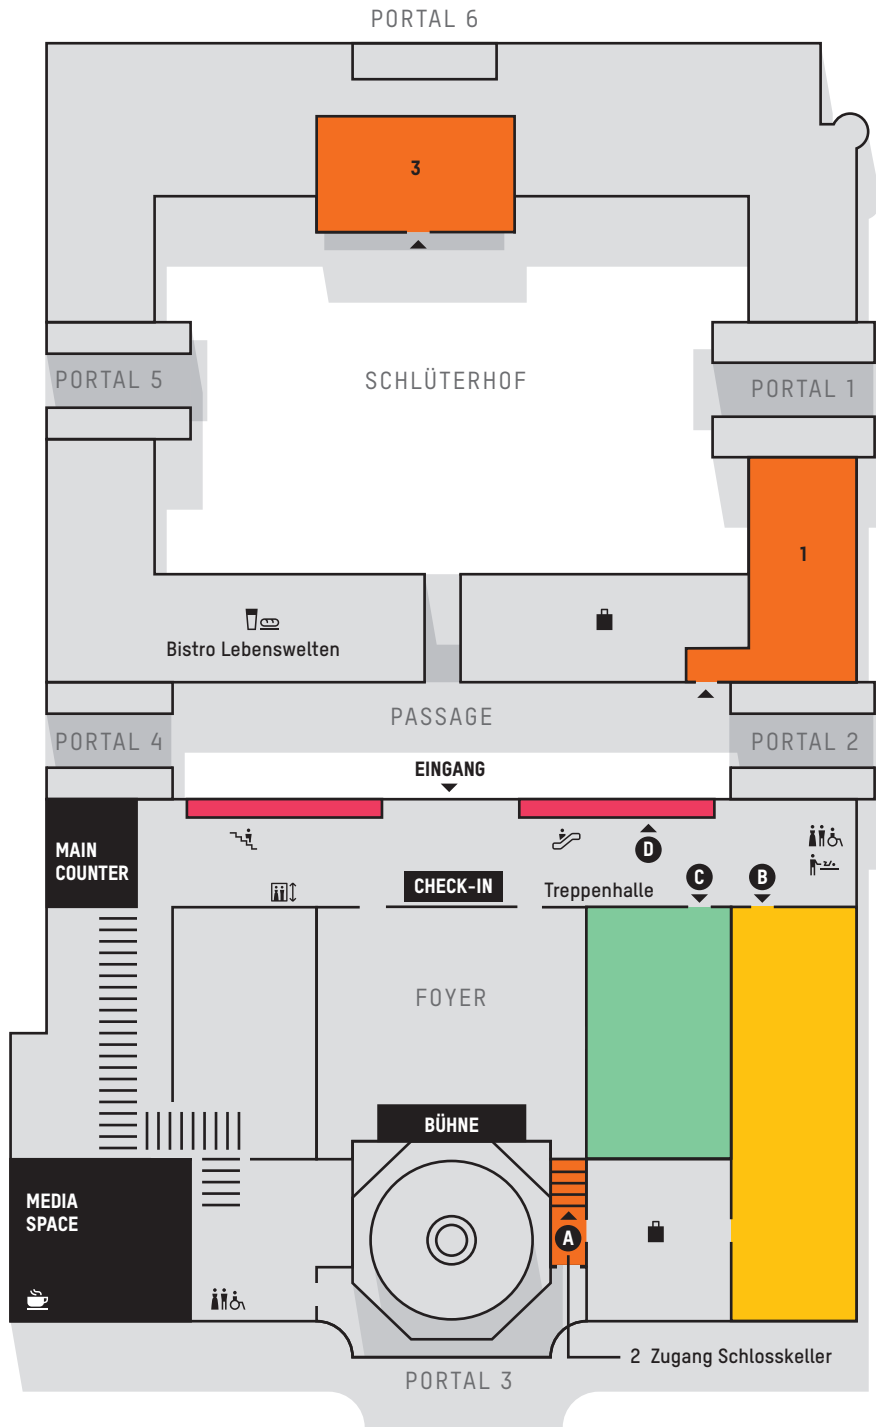 PORTAL 6
3
PORTAL 5
SCHLÜTERHOF
PORTAL 1
1
Bistro Lebenswelten
PASSAGE
PORTAL 4
PORTAL 2
EINGANG
MAIN
COUNTER
D
CHECK-IN
Treppenhalle
C
B
FOYER
BÜHNE
MEDIA
SPACE
A
2 Zugang Schlosskeller
PORTAL 3